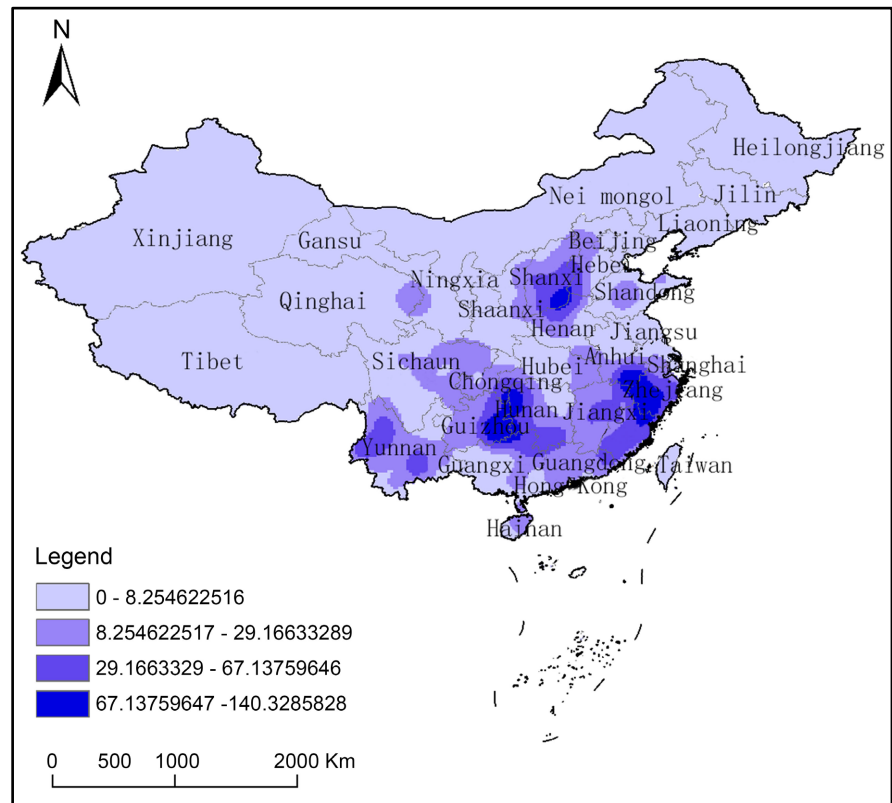 N
Heilongjiang
Nei mongol
Jilin
Liaoning
Xinjiang
Gansu
Beijing
Hebei
Ningxia
Shanxi
Qinghai
Shandong
Shaanxi
Henan
Jiangsu
Tibet
Sichaun
Hubei
Anhui
Shanghai
Chongqing
Zhejiang
Hunan
Jiangxi
Guizhou
Yunnan
Guangxi
Guangdong
Taiwan
Hong Kong
Hainan
Legend
0 - 8.254622516
8.254622517 - 29.16633289
29.1663329 - 67.13759646
67.13759647 -140.3285828
0 500 1000 2000 Km